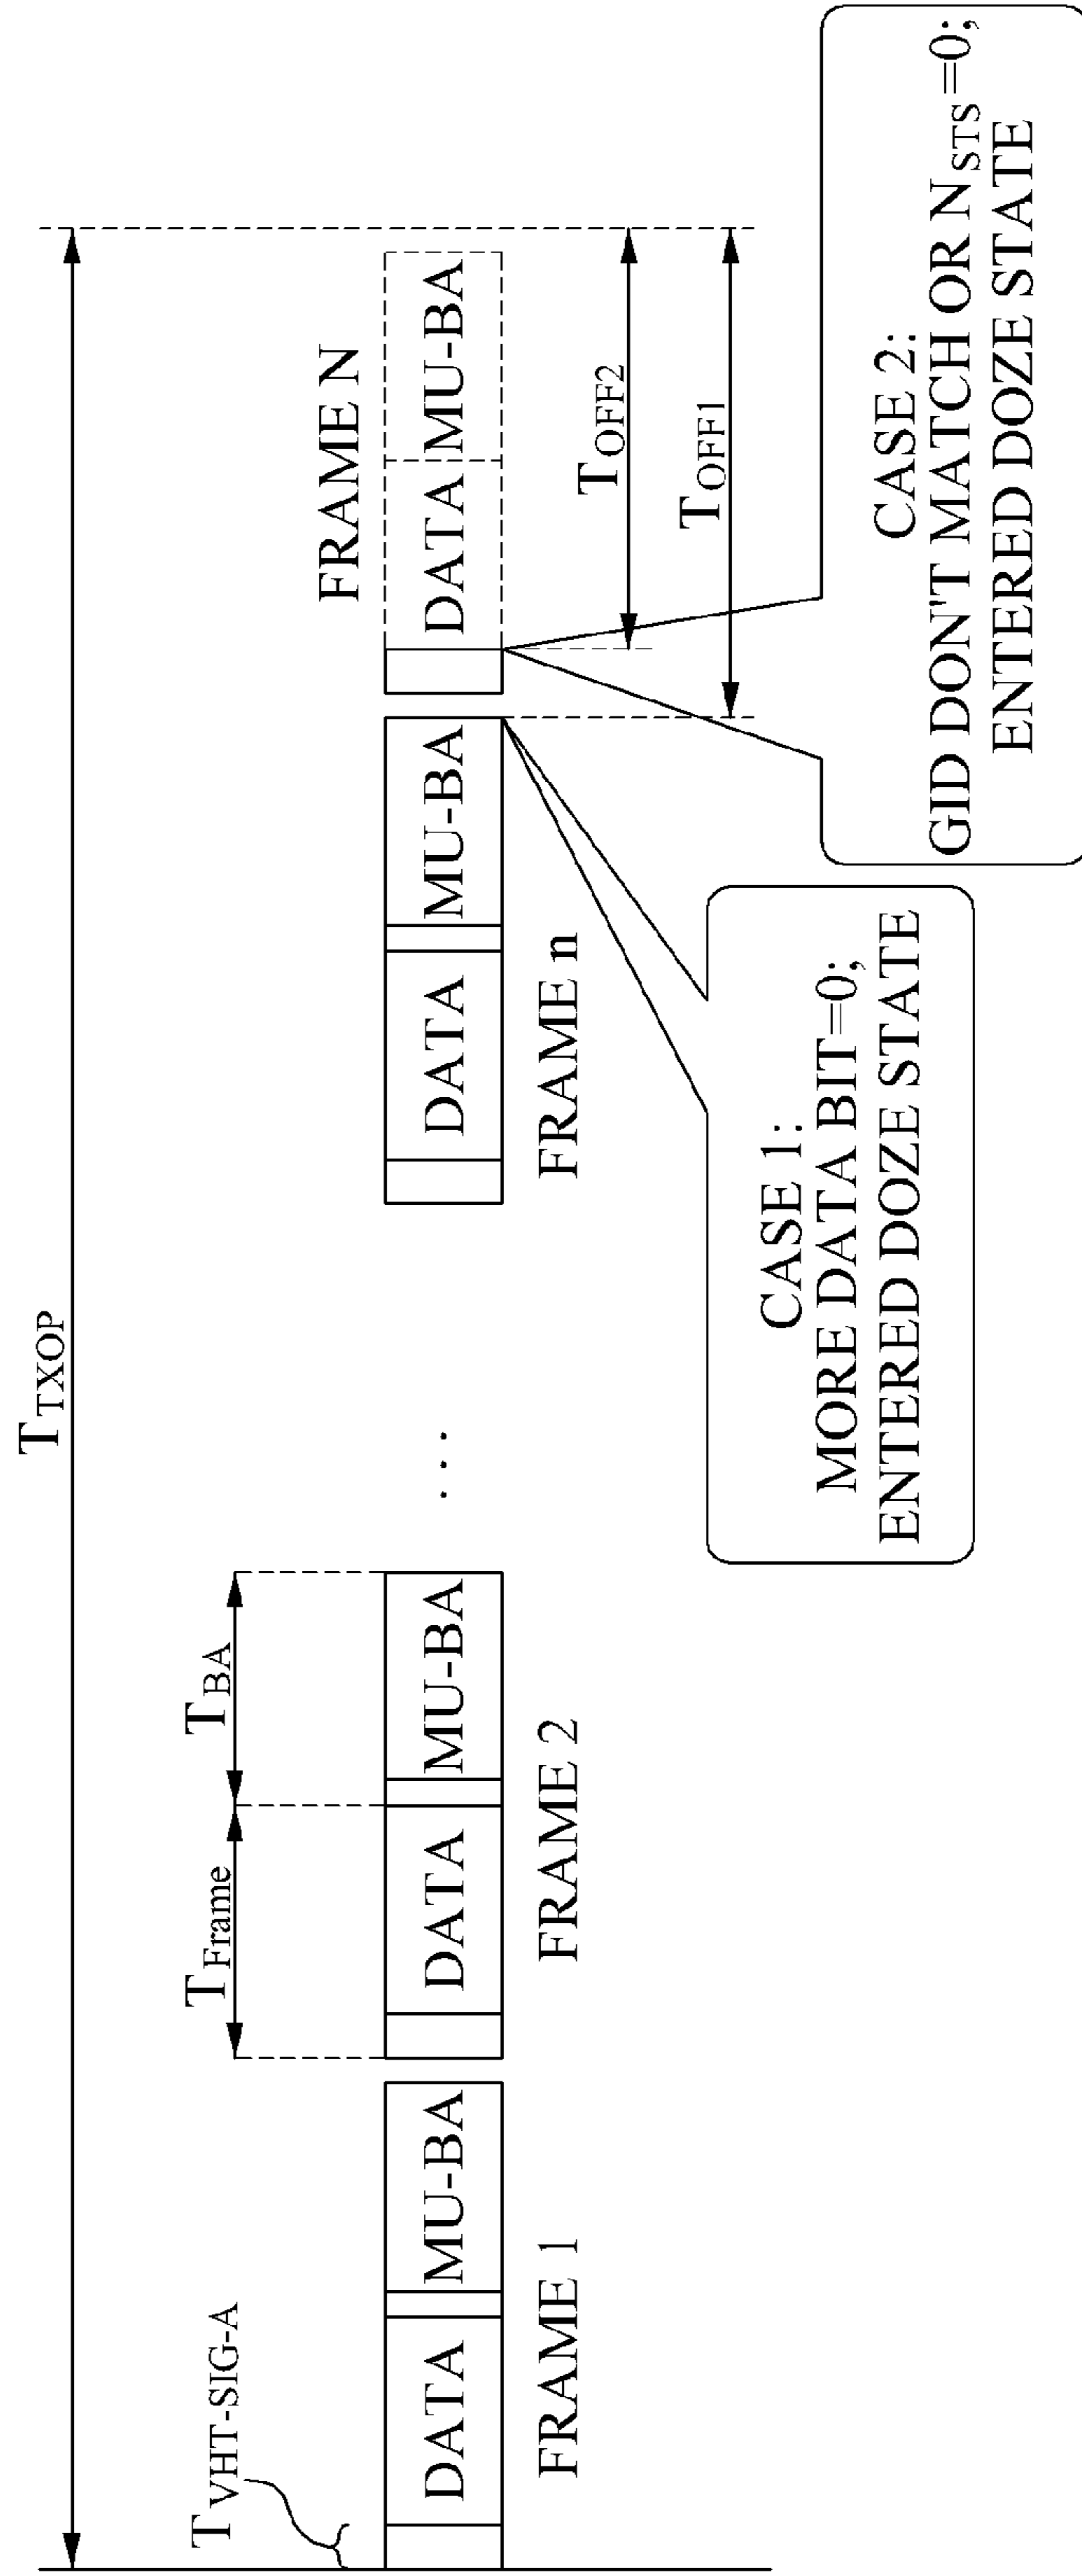 T_TXOP
T_VHT-SIG-A
T_Frame
T_BA
FRAME N
DATA MU-BA DATA MU-BA ... DATA MU-BA DATA MU-BA
FRAME 1
FRAME 2
FRAME n
T_OFF2
T_OFF1
CASE 1:
MORE DATA BIT=0;
ENTERED DOZE STATE
CASE 2:
GID DON'T MATCH OR N_STS=0;
ENTERED DOZE STATE